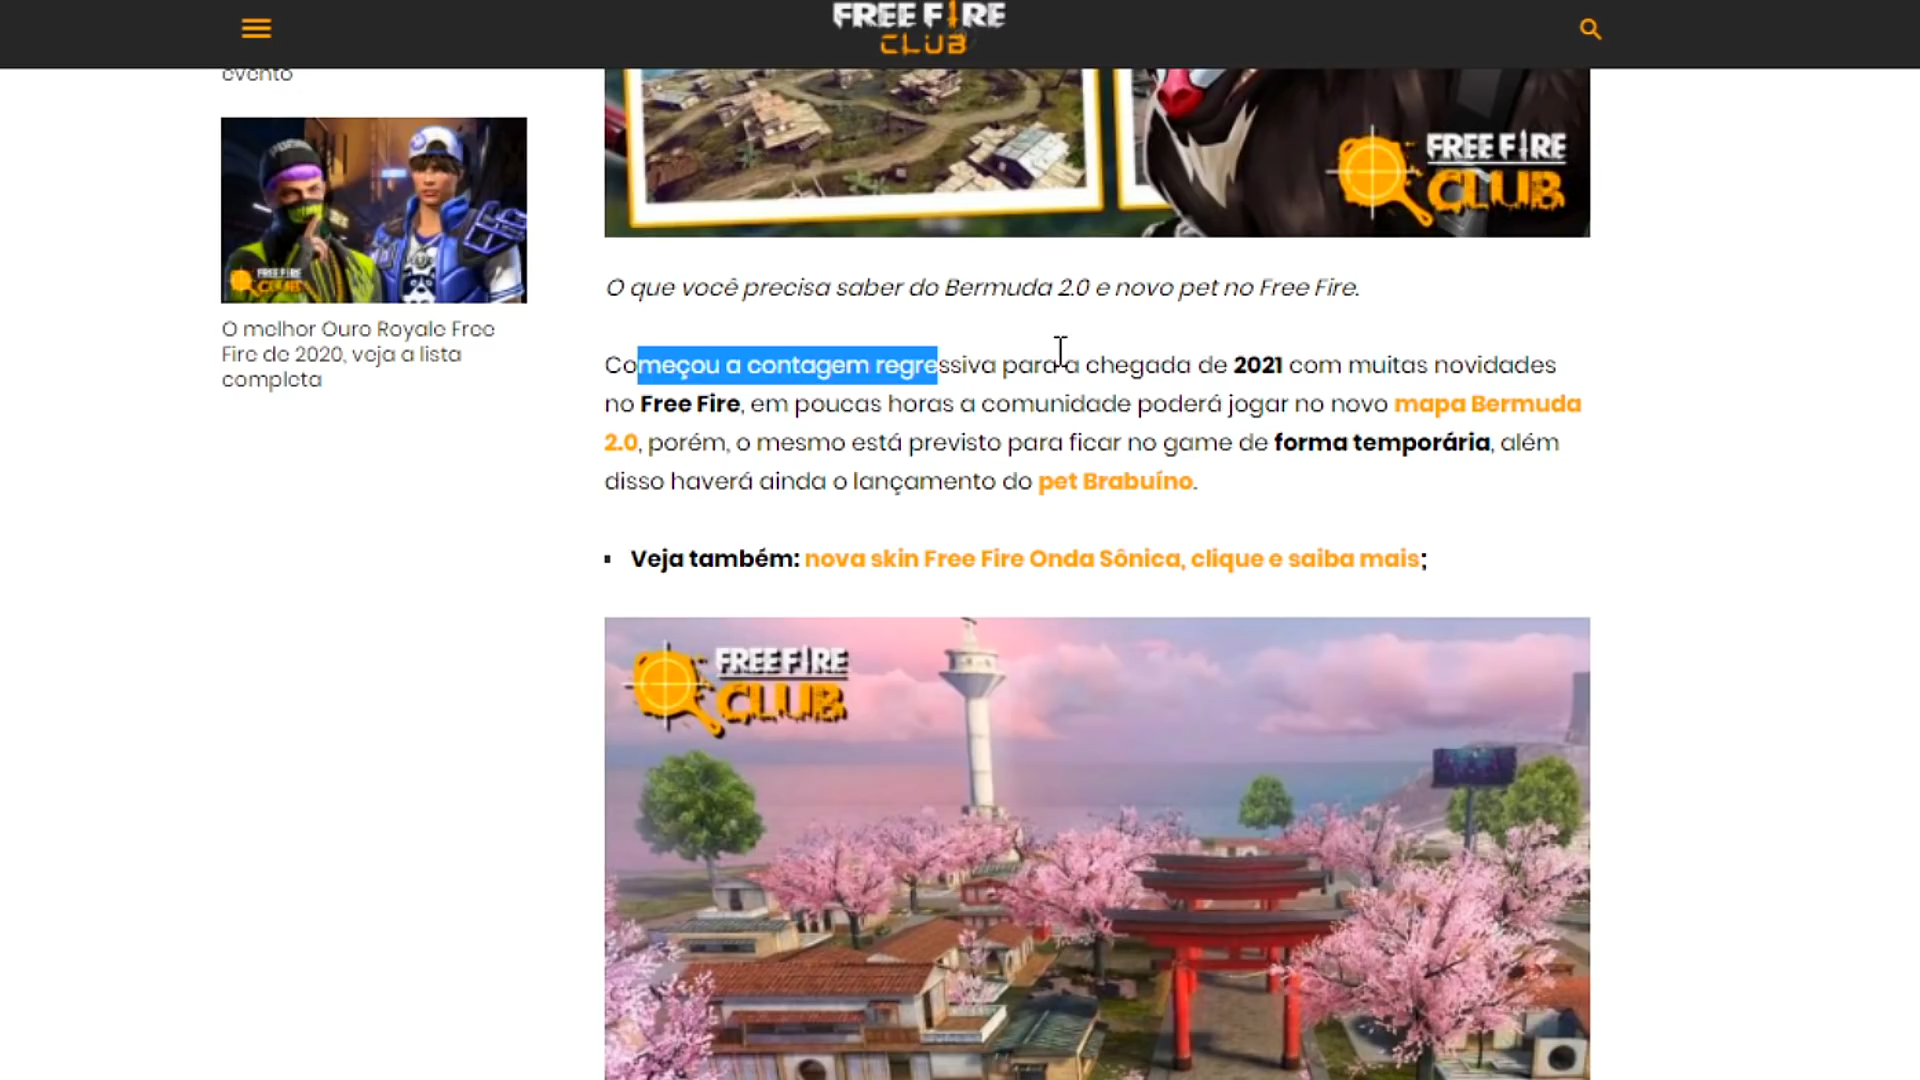 FREE FIRE
CLUB
evento
FREE FIRE
CLUB
FREE FIRE
CLUB
O melhor Ouro Royale Free
Fire de 2020, veja a lista
completa
O que você precisa saber do Bermuda 2.0 e novo pet no Free Fire.
Começou a contagem regressiva para a chegada de 2021 com muitas novidades
no Free Fire, em poucas horas a comunidade poderá jogar no novo mapa Bermuda
2.0, porém, o mesmo está previsto para ficar no game de forma temporária, além
disso haverá ainda o lançamento do pet Brabuíno.
▪ Veja também: nova skin Free Fire Onda Sônica, clique e saiba mais;
FREE FIRE
CLUB